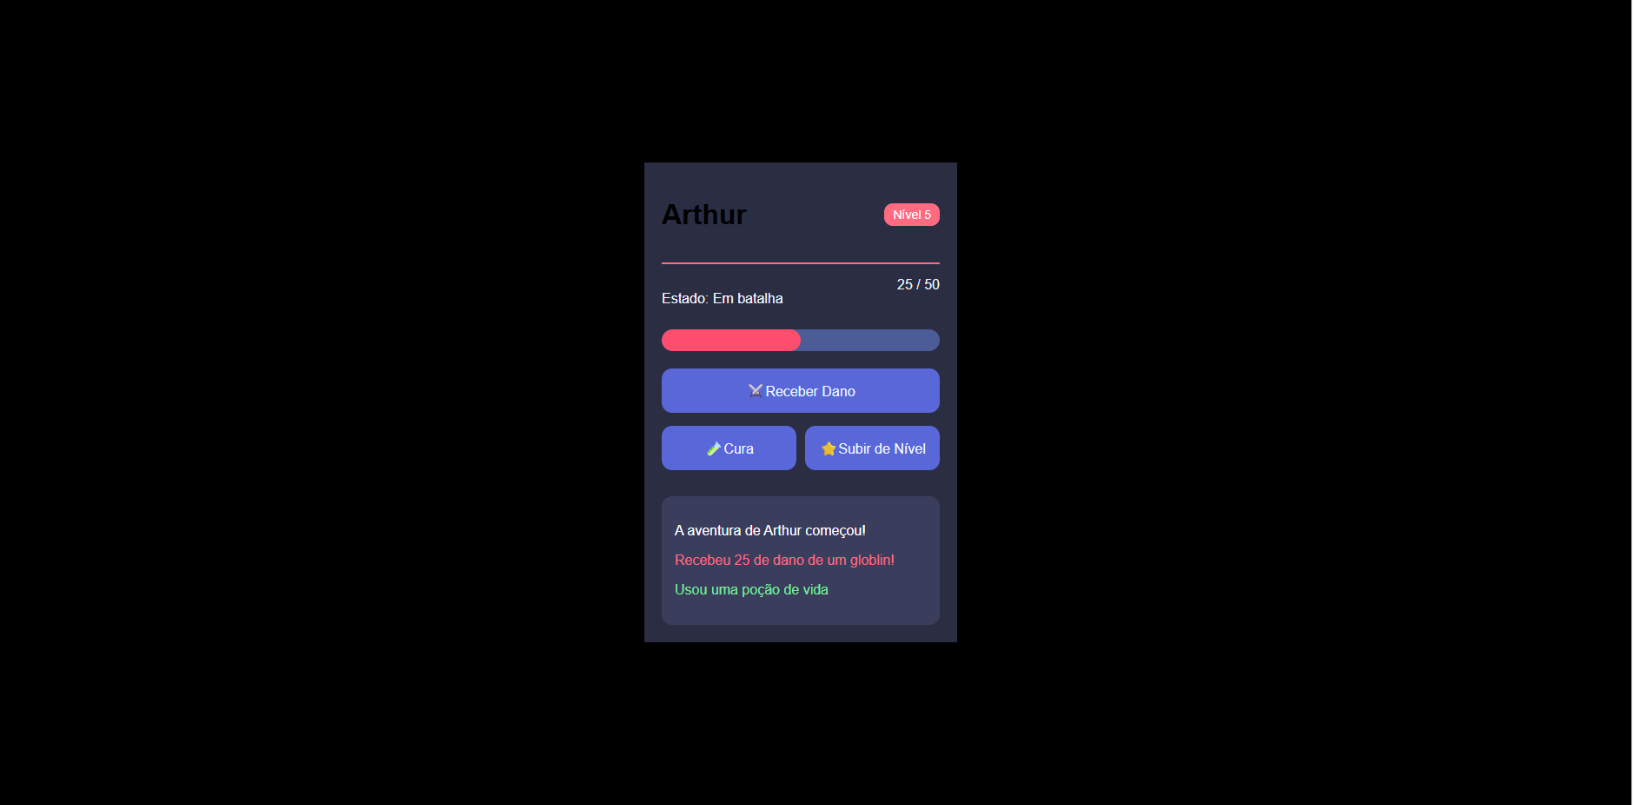 Arthur
Nível 5
25 / 50
Estado: Em batalha
Receber Dano
Cura
Subir de Nível
A aventura de Arthur começou!
Recebeu 25 de dano de um globlin!
Usou uma poção de vida